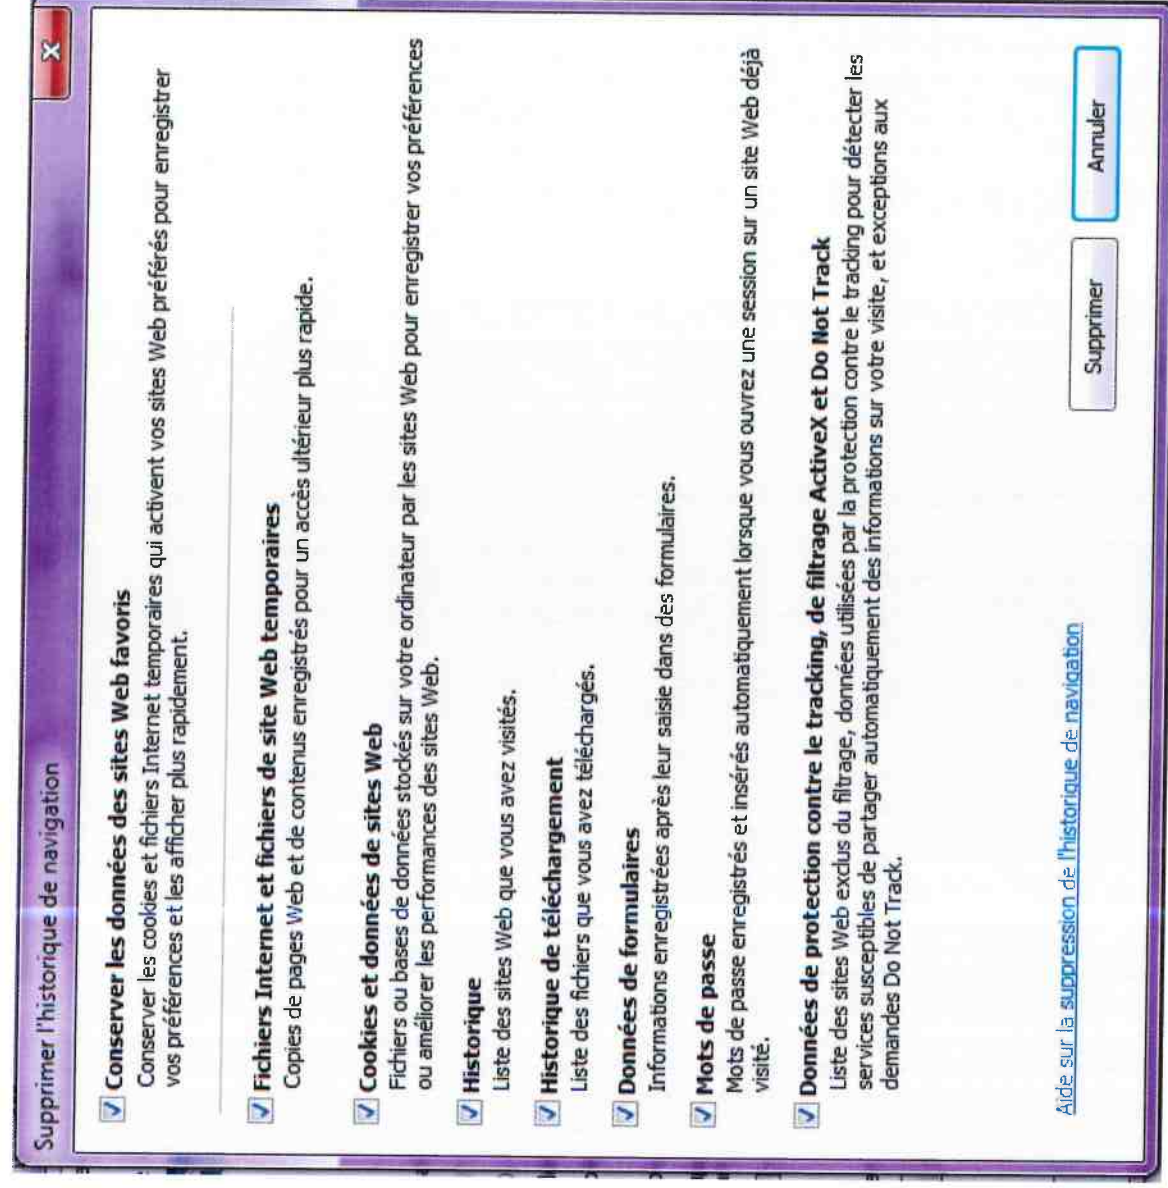 Supprimer l'historique de navigation
Conserver les données des sites Web favoris
Conserver les cookies et fichiers Internet temporaires qui activent vos sites Web préférés pour enregistrer
vos préférences et les afficher plus rapidement.
Fichiers Internet et fichiers de site Web temporaires
Copies de pages Web et de contenus enregistrés pour un accès ultérieur plus rapide.
Cookies et données de sites Web
Fichiers ou bases de données stockés sur votre ordinateur par les sites Web pour enregistrer vos préférences
ou améliorer les performances des sites Web.
Historique
Liste des sites Web que vous avez visités.
Historique de téléchargement
Liste des fichiers que vous avez téléchargés.
Données de formulaires
Informations enregistrées après leur saisie dans des formulaires.
Mots de passe
Mots de passe enregistrés et insérés automatiquement lorsque vous ouvrez une session sur un site Web déjà
visité.
Données de protection contre le tracking, de filtrage ActiveX et Do Not Track
Liste des sites Web exclus du filtrage, données utilisées par la protection contre le tracking pour détecter les
services susceptibles de partager automatiquement des informations sur votre visite, et exceptions aux
demandes Do Not Track.
Aide sur la suppression de l'historique de navigation
Supprimer
Annuler